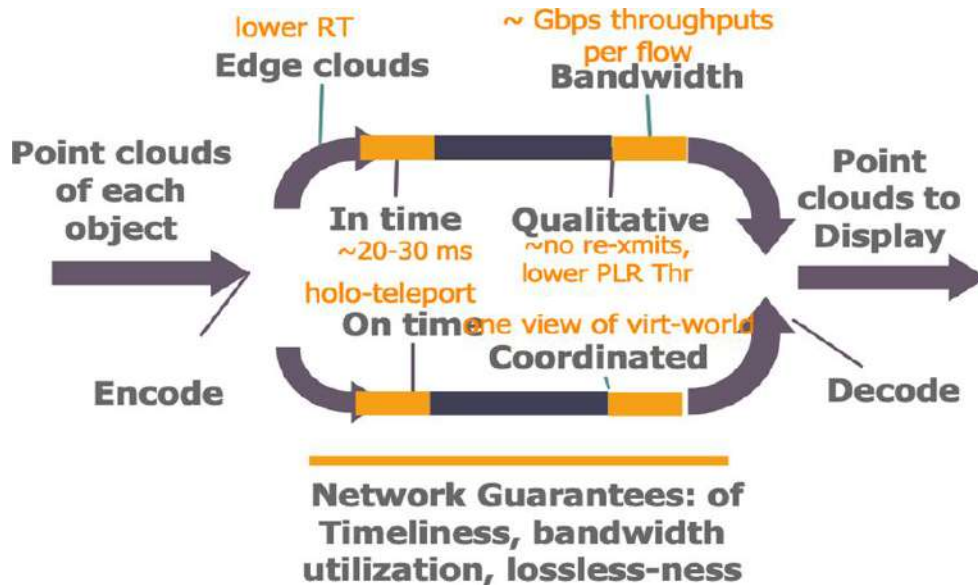 lower RT
Edge clouds
~ Gbps throughputs
per flow
Bandwidth
Point clouds
of each
object
In time
~20-30 ms
Qualitative
~no re-xmits,
lower PLR Thr
Point
clouds to
Display
holo-teleport
On time
one view of virt-world
Coordinated
Encode
Decode
Network Guarantees: of
Timeliness, bandwidth
utilization, lossless-ness